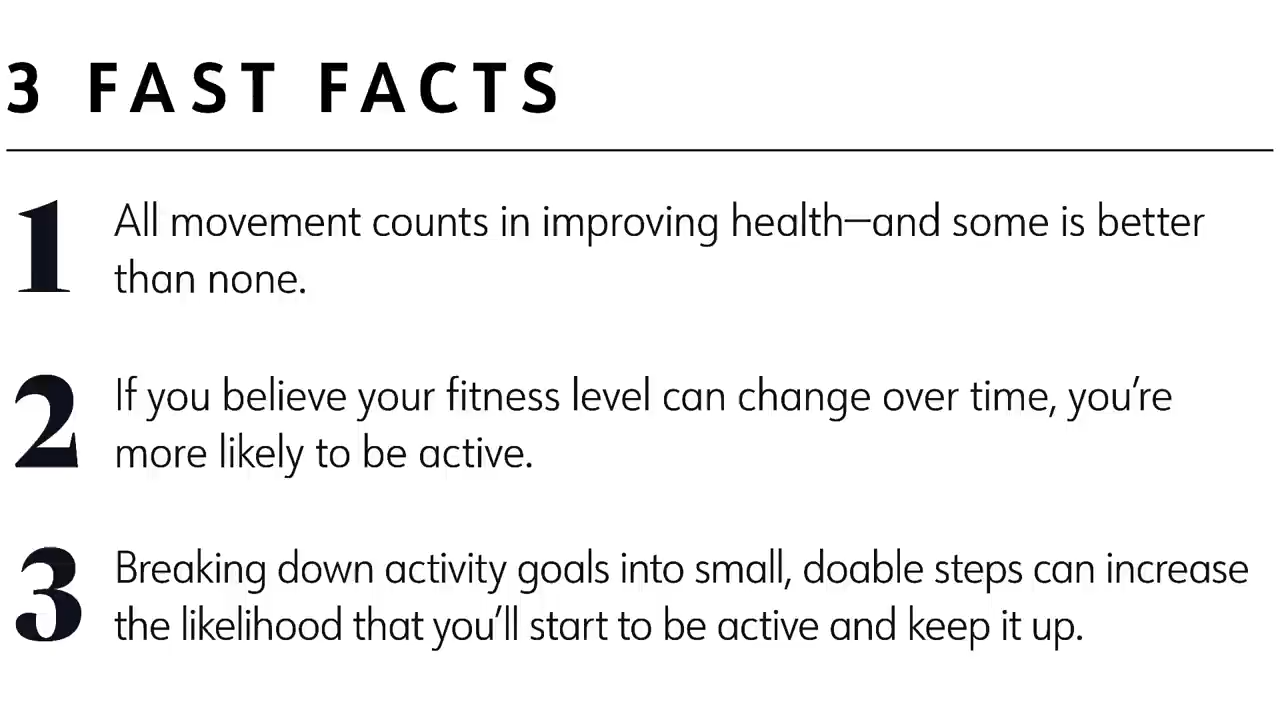 3 FAST FACTS
1 All movement counts in improving health—and some is better
than none.
2 If you believe your fitness level can change over time, you’re
more likely to be active.
3 Breaking down activity goals into small, doable steps can increase
the likelihood that you’ll start to be active and keep it up.